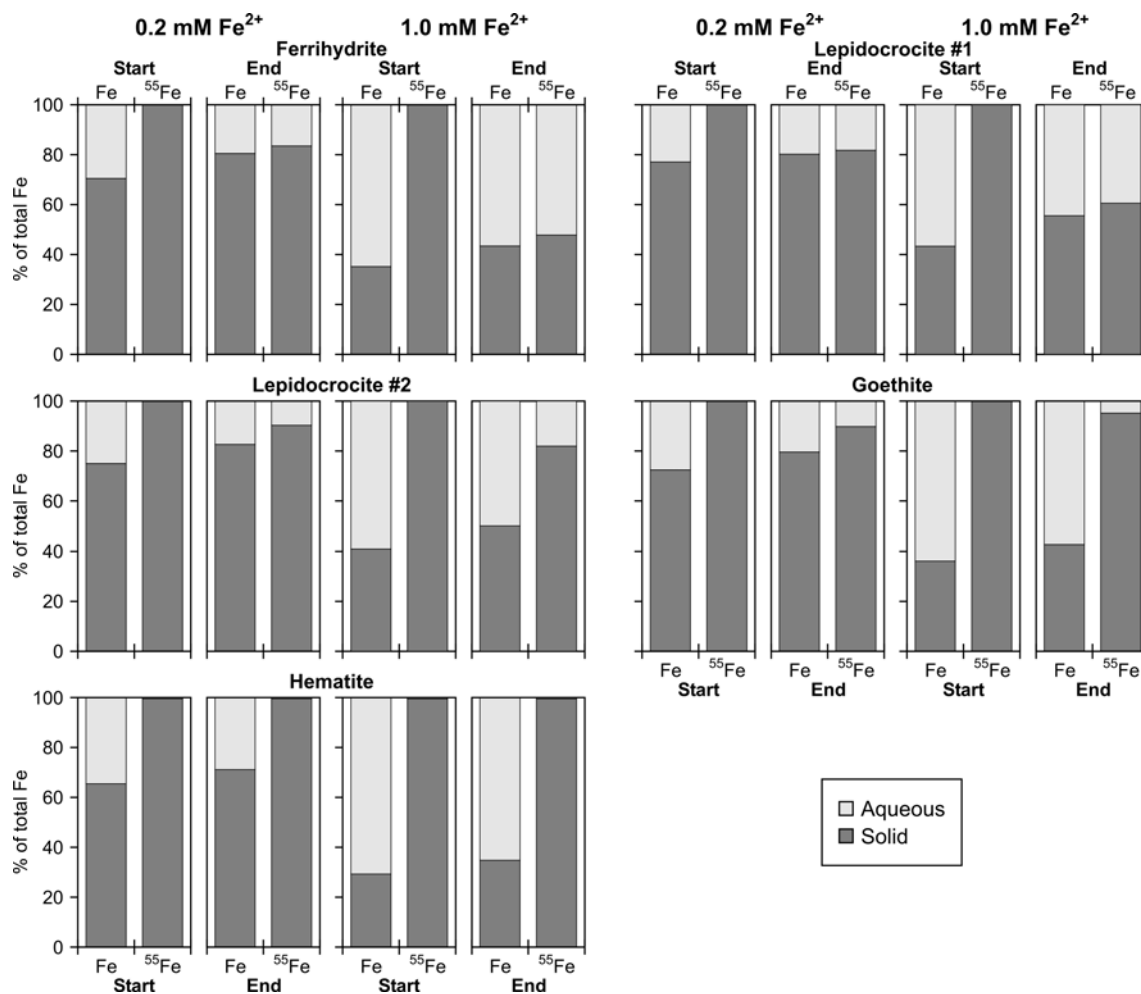 0.2 mM Fe²⁺ 1.0 mM Fe²⁺ 0.2 mM Fe²⁺ 1.0 mM Fe²⁺
Ferrihydrite Lepidocrocite #1
Start End Start End Start End Start End
Fe ⁵⁵Fe Fe ⁵⁵Fe Fe ⁵⁵Fe Fe ⁵⁵Fe Fe ⁵⁵Fe Fe ⁵⁵Fe Fe ⁵⁵Fe Fe ⁵⁵Fe
% of total Fe
100
80
60
40
20
0
Lepidocrocite #2 Goethite
% of total Fe
100
80
60
40
20
0
Fe ⁵⁵Fe Fe ⁵⁵Fe Fe ⁵⁵Fe Fe ⁵⁵Fe
Start End Start End
Hematite
% of total Fe
100
80
60
40
20
0
Fe ⁵⁵Fe Fe ⁵⁵Fe Fe ⁵⁵Fe Fe ⁵⁵Fe
Start End Start End
Aqueous
Solid